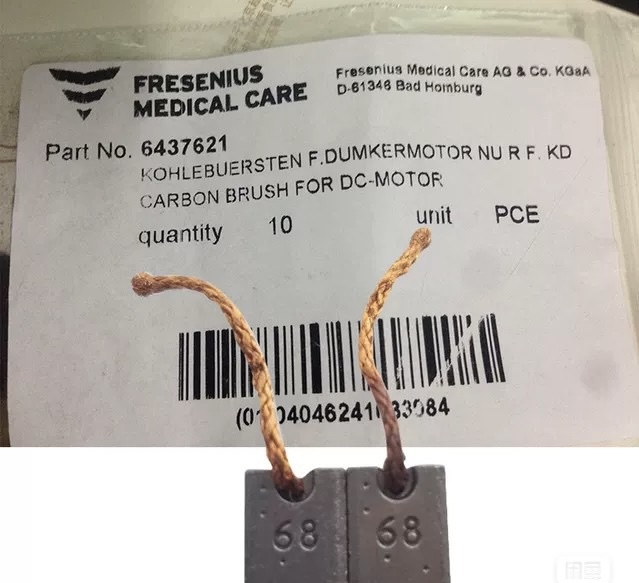 FRESENIUS
MEDICAL CARE
Fresenius Medical Care AG & Co. KGaA
D-61346 Bad Homburg
Part No. 6437621
KOHLEBUERSTEN F.DUMKERMOTOR NU R F. KD
CARBON BRUSH FOR DC-MOTOR
quantity 10 unit PCE
68 68